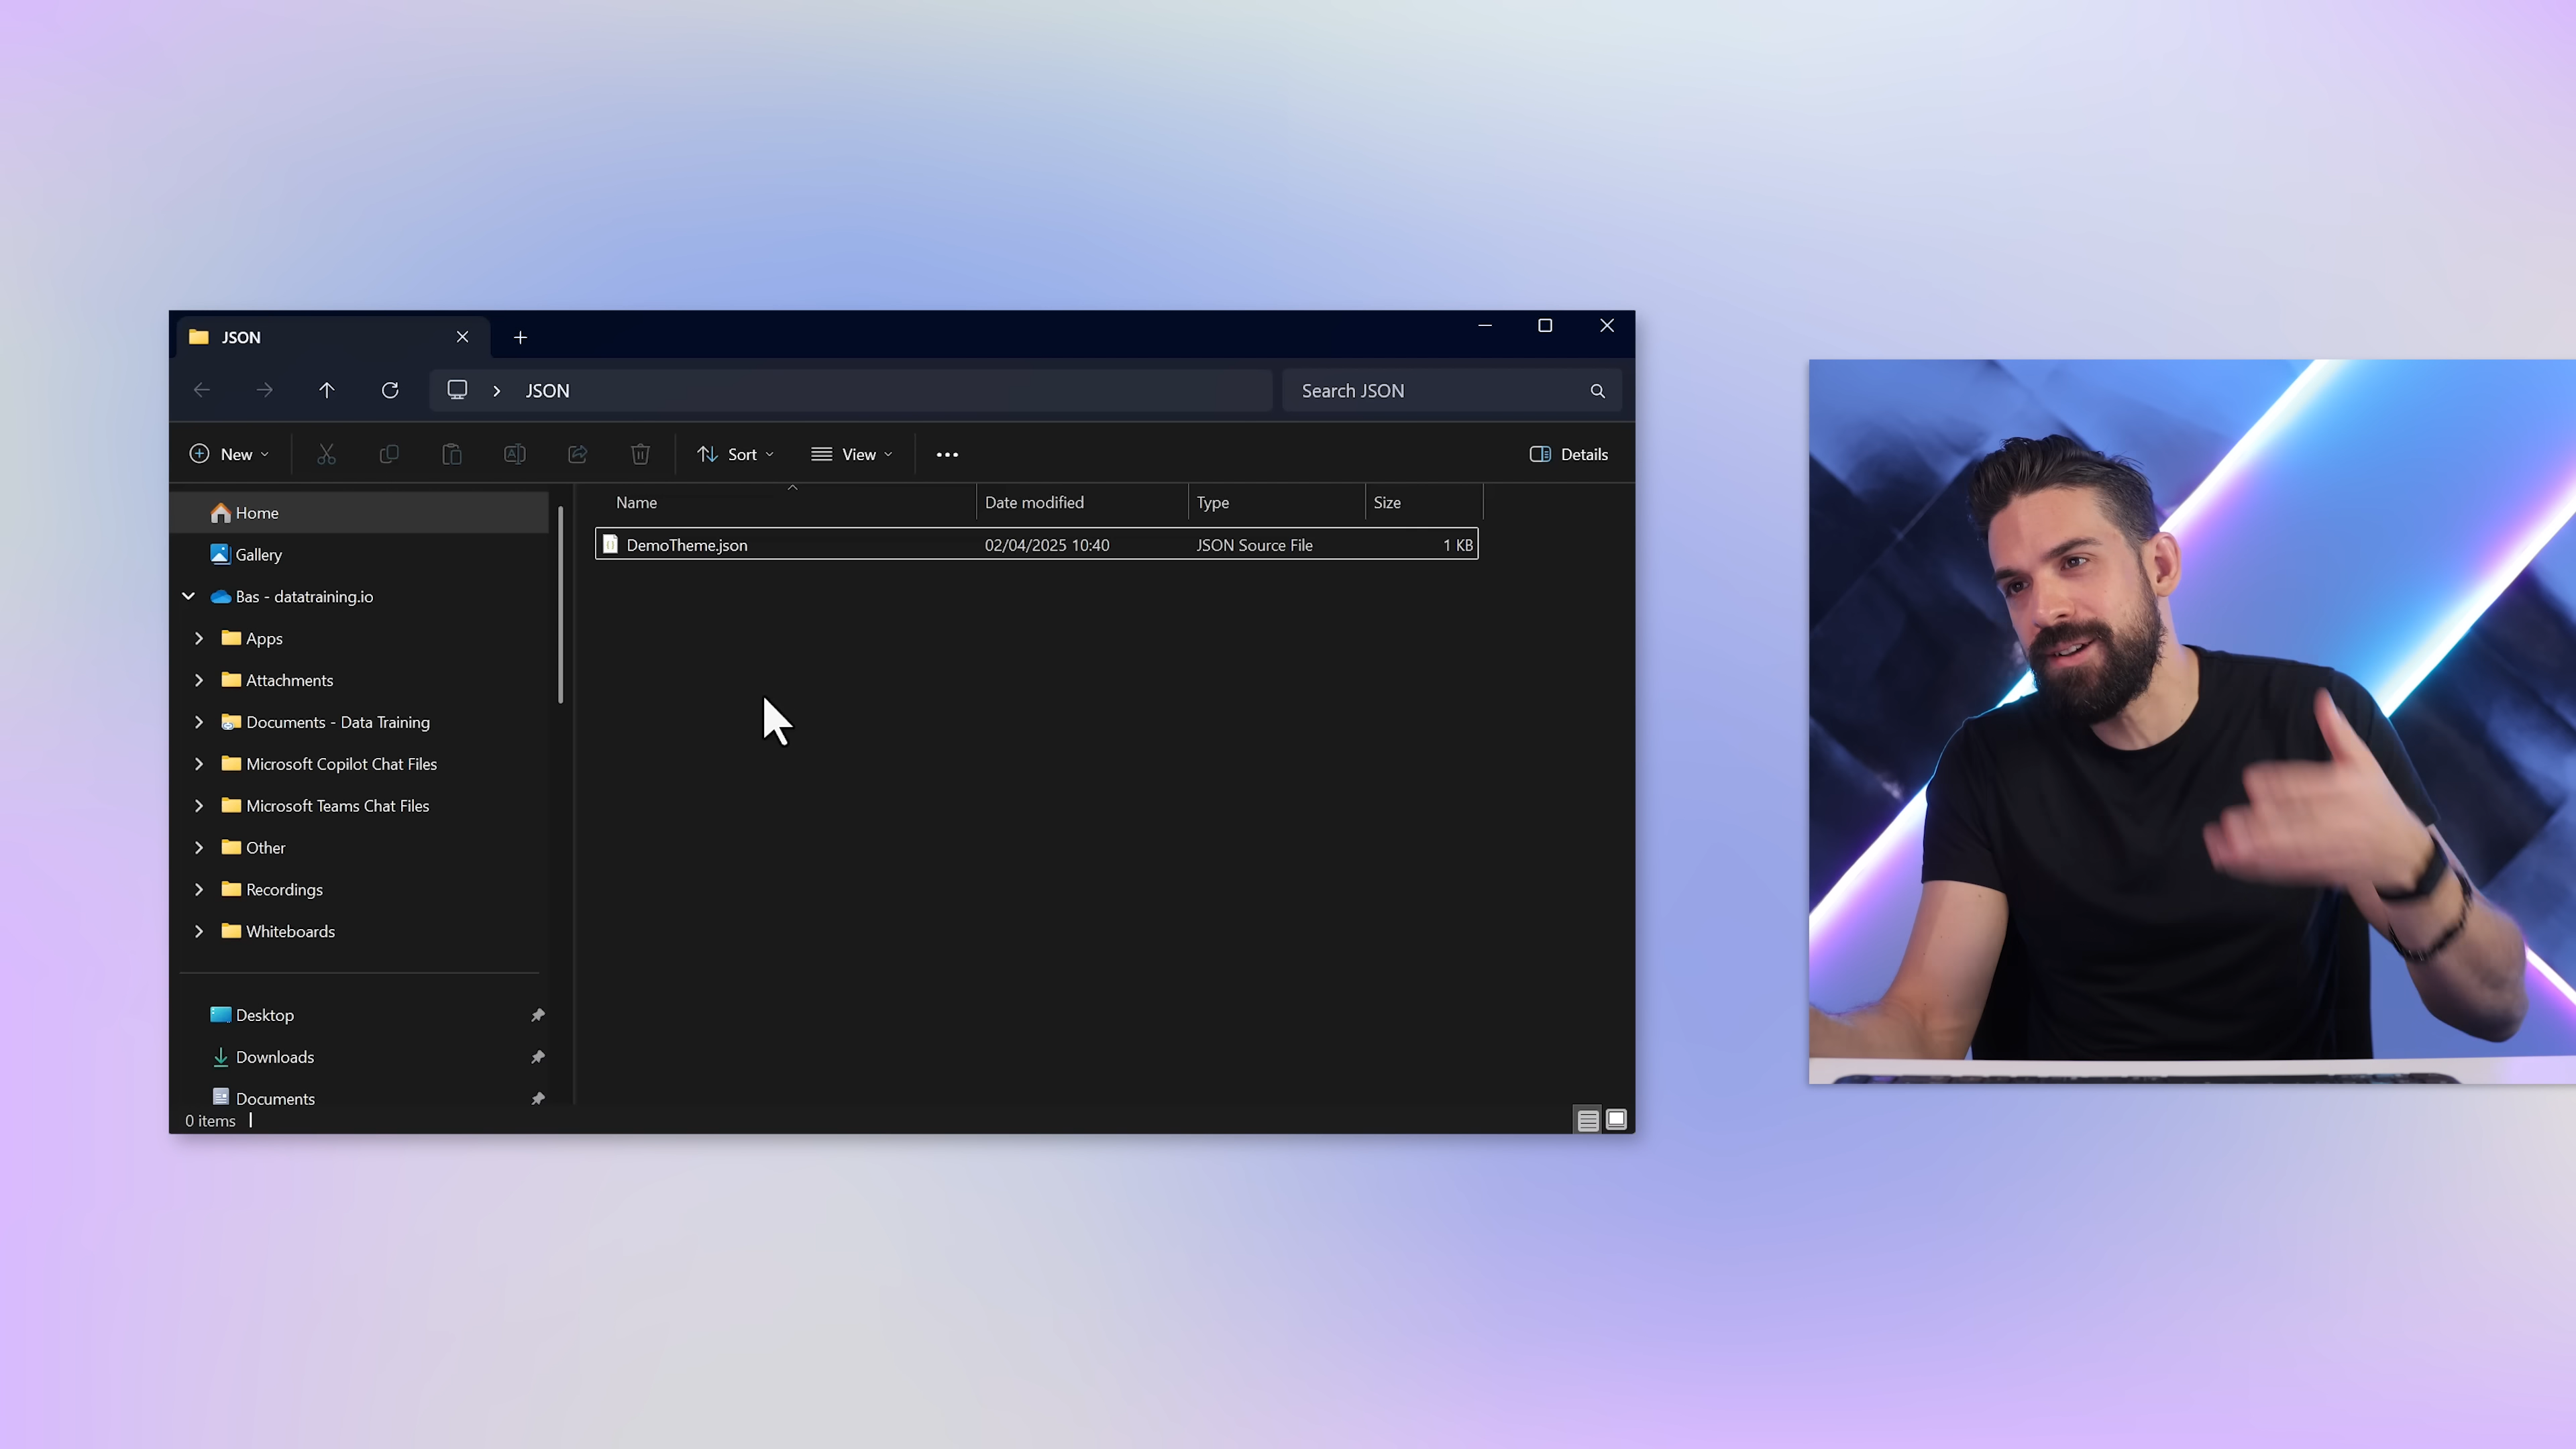 JSON
JSON
Search JSON
New
Sort
View
Details
Name
Date modified
Type
Size
DemoTheme.json
02/04/2025 10:40
JSON Source File
1 KB
Home
Gallery
Bas - datatraining.io
Apps
Attachments
Documents - Data Training
Microsoft Copilot Chat Files
Microsoft Teams Chat Files
Other
Recordings
Whiteboards
Desktop
Downloads
Documents
0 items